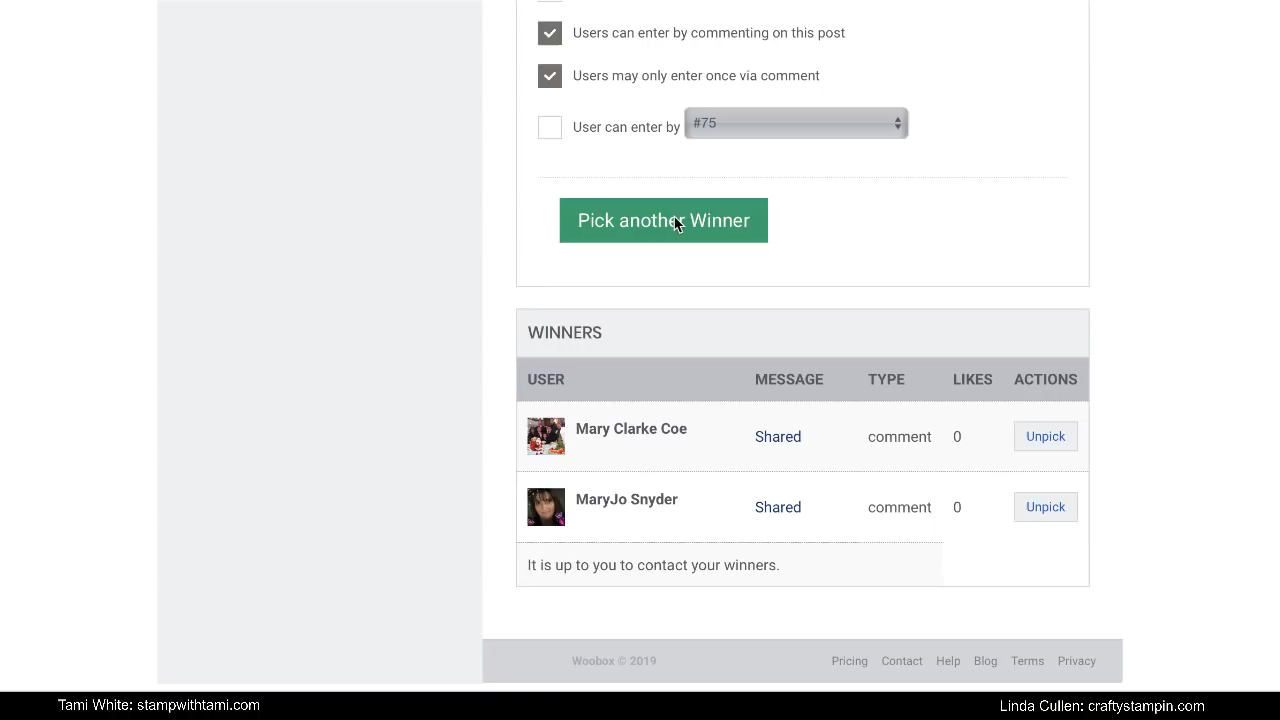 Users can enter by commenting on this post
Users may only enter once via comment
User can enter by #75
Pick another Winner
WINNERS
USER MESSAGE TYPE LIKES ACTIONS
Mary Clarke Coe Shared comment 0 Unpick
MaryJo Snyder Shared comment 0 Unpick
It is up to you to contact your winners.
Woobox © 2019 Pricing Contact Help Blog Terms Privacy
Tami White: stampwithtami.com Linda Cullen: craftystampin.com